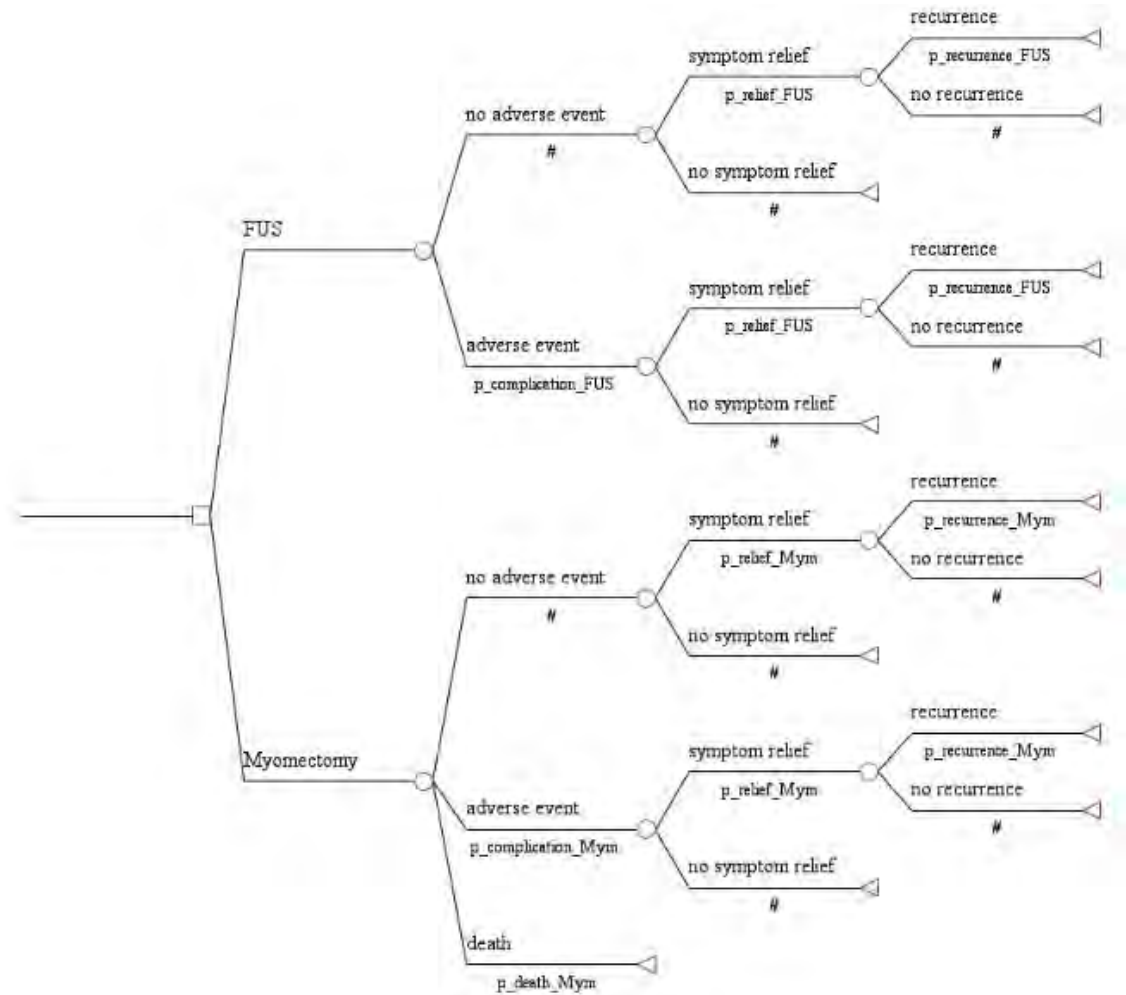 recurrence
p_recurrence_FUS
symptom relief
p_relief_FUS
no recurrence
#
no adverse event
#
no symptom relief
#
FUS
recurrence
p_recurrence_FUS
symptom relief
p_relief_FUS
no recurrence
#
adverse event
p_complication_FUS
no symptom relief
#
recurrence
p_recurrence_Mym
symptom relief
p_relief_Mym
no recurrence
#
no adverse event
#
no symptom relief
#
Myomectomy
recurrence
p_recurrence_Mym
symptom relief
p_relief_Mym
no recurrence
#
adverse event
p_complication_Mym
no symptom relief
#
death
p_death_Mym